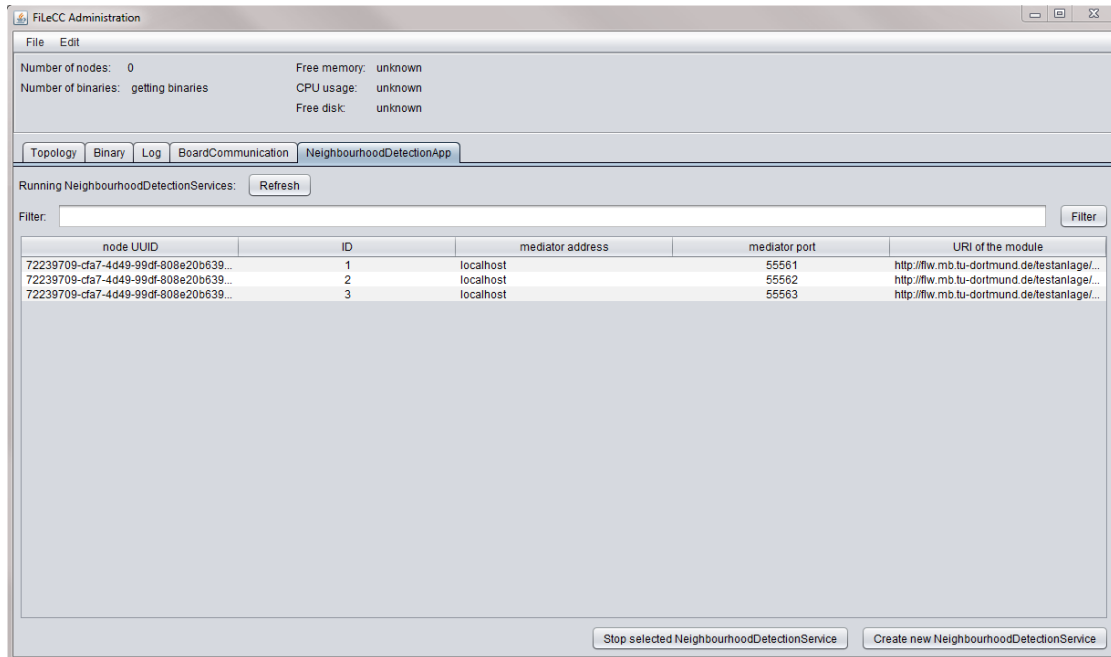 FiLeCC Administration
File Edit
Number of nodes: 0 Free memory: unknown
Number of binaries: getting binaries CPU usage: unknown
Free disk: unknown
Topology Binary Log BoardCommunication NeighbourhoodDetectionApp
Running NeighbourhoodDetectionServices: Refresh
Filter: Filter
node UUID ID mediator address mediator port URI of the module
72239709-cfa7-4d49-99df-808e20b639... 1 localhost 55561 http://flw.mb.tu-dortmund.de/testanlage/...
72239709-cfa7-4d49-99df-808e20b639... 2 localhost 55562 http://flw.mb.tu-dortmund.de/testanlage/...
72239709-cfa7-4d49-99df-808e20b639... 3 localhost 55563 http://flw.mb.tu-dortmund.de/testanlage/...
Stop selected NeighbourhoodDetectionService Create new NeighbourhoodDetectionService